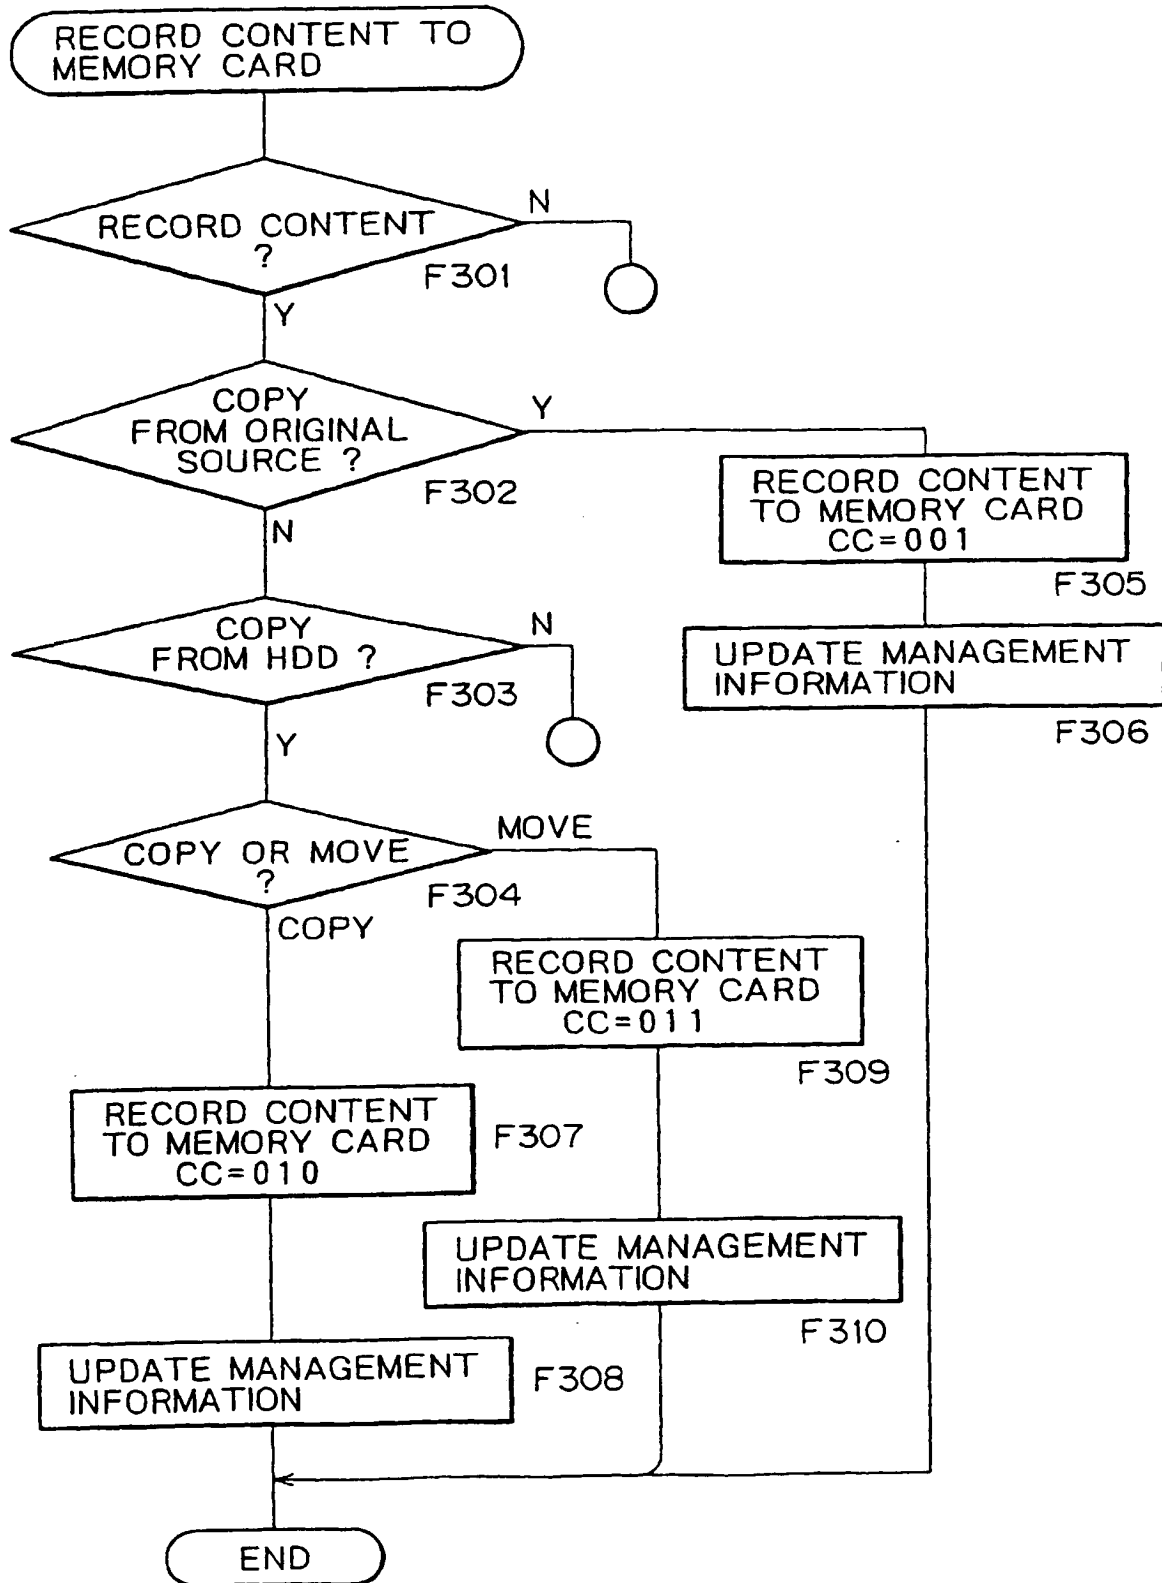 RECORD CONTENT TO
MEMORY CARD
RECORD CONTENT
?
N
F301
Y
COPY
FROM ORIGINAL
SOURCE ?
Y
F302
N
RECORD CONTENT
TO MEMORY CARD
CC=001
F305
COPY
FROM HDD ?
N
F303
Y
UPDATE MANAGEMENT
INFORMATION
F306
COPY OR MOVE
?
MOVE
F304
COPY
RECORD CONTENT
TO MEMORY CARD
CC=011
F309
RECORD CONTENT
TO MEMORY CARD
CC=010
F307
UPDATE MANAGEMENT
INFORMATION
F310
UPDATE MANAGEMENT
INFORMATION
F308
END